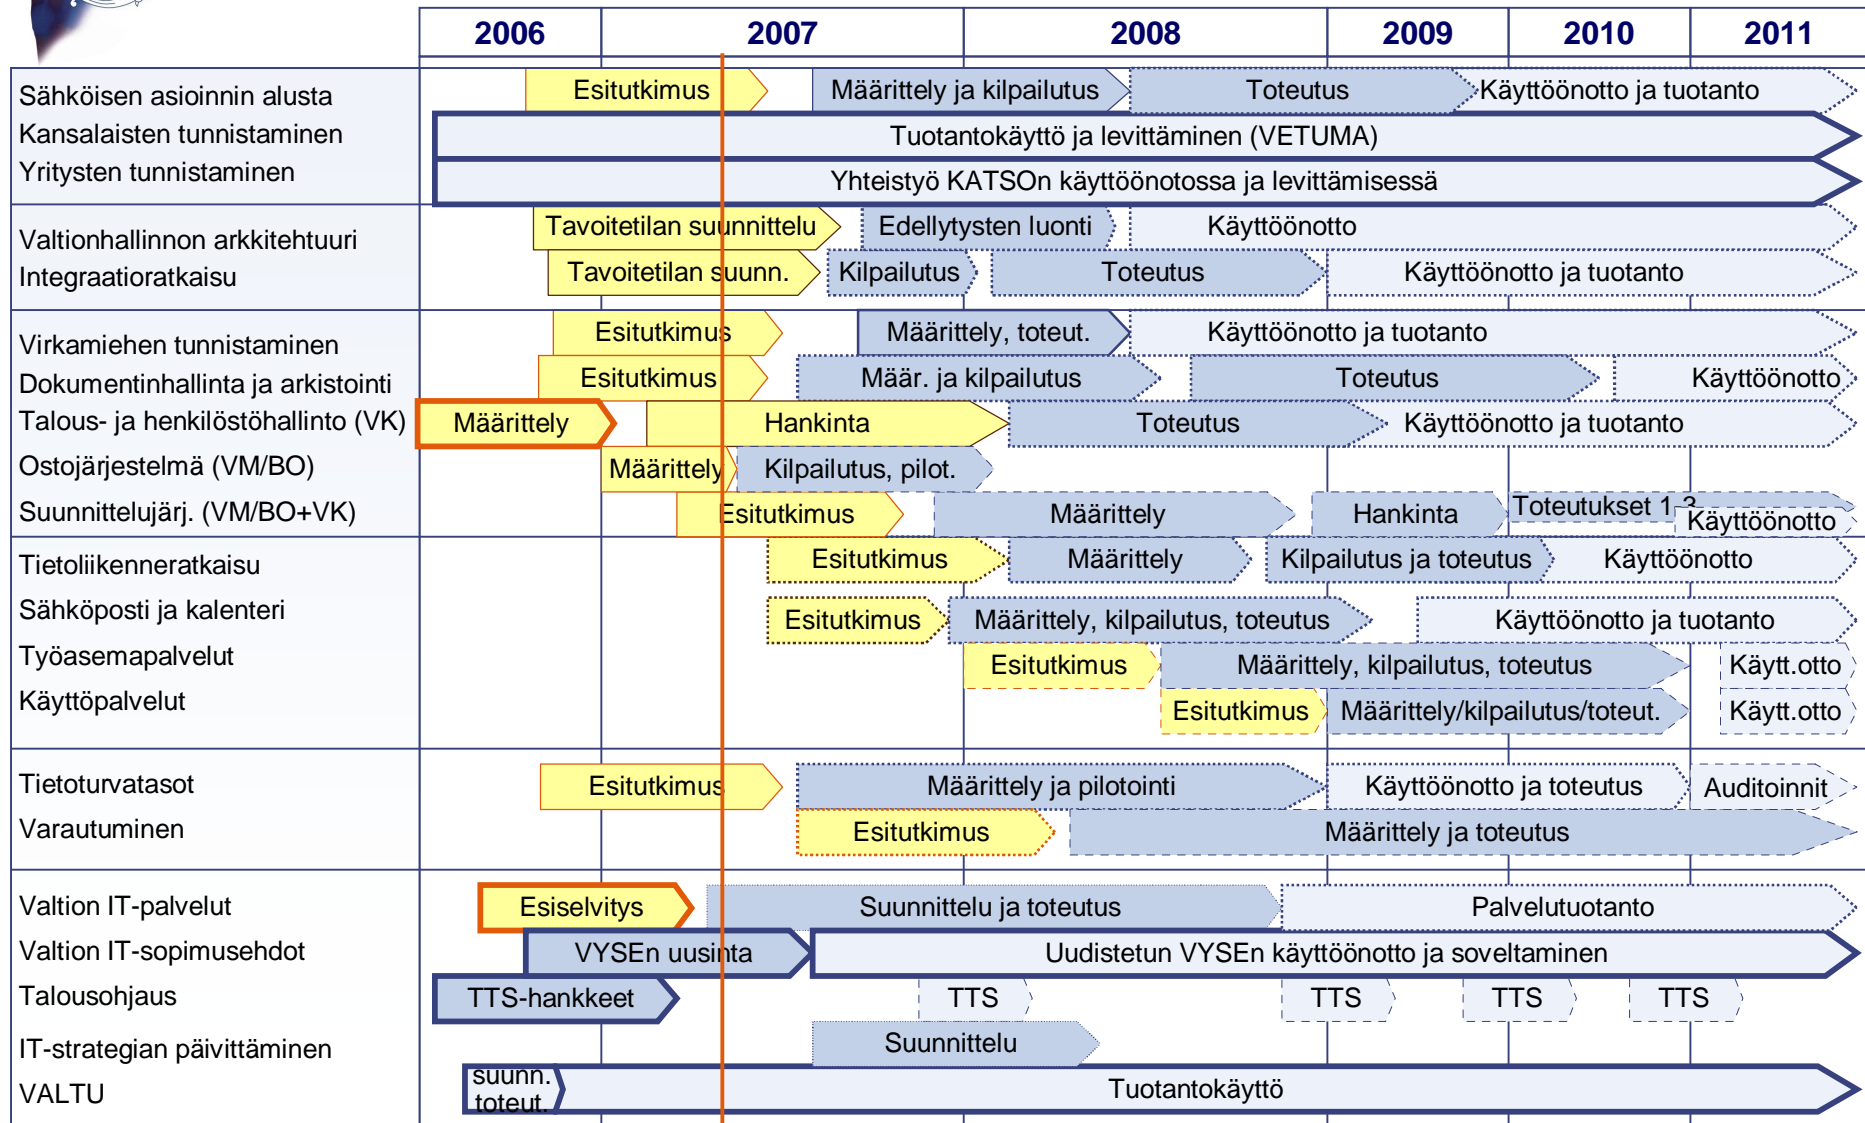 2006 2007 2008 2009 2010 2011
Sähköisen asioinnin alusta Esitutkimus Määrittely ja kilpailutus Toteutus Käyttöönotto ja tuotanto
Kansalaisten tunnistaminen Tuotantokäyttö ja levittäminen (VETUMA)
Yritysten tunnistaminen Yhteistyö KATSOn käyttöönotossa ja levittämisessä
Valtionhallinnon arkkitehtuuri Tavoitetilan suunnittelu Edellytysten luonti Käyttöönotto
Integraatioratkaisu Tavoitetilan suunn. Kilpailutus Toteutus Käyttöönotto ja tuotanto
Virkamiehen tunnistaminen Esitutkimus Määrittely, toteut. Käyttöönotto ja tuotanto
Dokumentinhallinta ja arkistointi Esitutkimus Määr. ja kilpailutus Toteutus Käyttöönotto
Talous- ja henkilöstöhallinto (VK) Määrittely Hankinta Toteutus Käyttöönotto ja tuotanto
Ostojärjestelmä (VM/BO) Määrittely Kilpailutus, pilot.
Suunnittelujärj. (VM/BO+VK) Esitutkimus Määrittely Hankinta Toteutukset 1-3 Käyttöönotto
Tietoliikenneratkaisu Esitutkimus Määrittely Kilpailutus ja toteutus Käyttöönotto
Sähköposti ja kalenteri Esitutkimus Määrittely, kilpailutus, toteutus Käyttöönotto ja tuotanto
Työasemapalvelut Esitutkimus Määrittely, kilpailutus, toteutus Käytt.otto
Käyttöpalvelut Esitutkimus Määrittely/kilpailutus/toteut. Käytt.otto
Tietoturvatasot Esitutkimus Määrittely ja pilotointi Käyttöönotto ja toteutus Auditoinnit
Varautuminen Esitutkimus Määrittely ja toteutus
Valtion IT-palvelut Esiselvitys Suunnittelu ja toteutus Palvelutuotanto
Valtion IT-sopimusehdot VYSEn uusinta Uudistetun VYSEn käyttöönotto ja soveltaminen
Talousohjaus TTS-hankkeet TTS TTS TTS TTS
IT-strategian päivittäminen Suunnittelu
VALTU suunn. toteut. Tuotantokäyttö